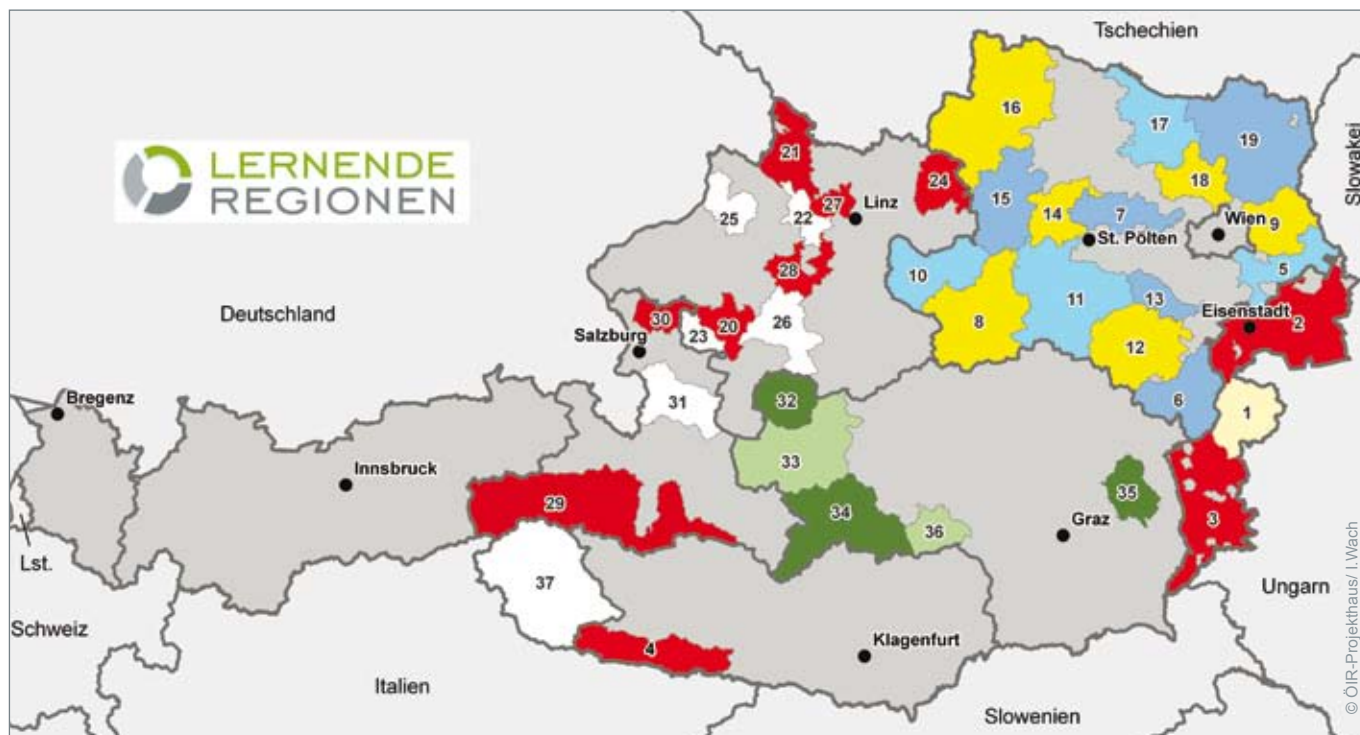 Tschechien
LERNENDE
REGIONEN
Slowakei
16
17
19
21
24
18
25
22
27
Linz
15
14
7
Wien
9
St. Pölten
28
10
5
Deutschland
11
13
Eisenstadt
2
30
20
26
8
Salzburg
23
12
Bregenz
31
32
6
1
Innsbruck
33
29
35
34
3
36
Graz
Lst.
37
Ungarn
Schweiz
4
Klagenfurt
Italien
Slowenien
© ÖIR-Projekthaus/ I.Wach